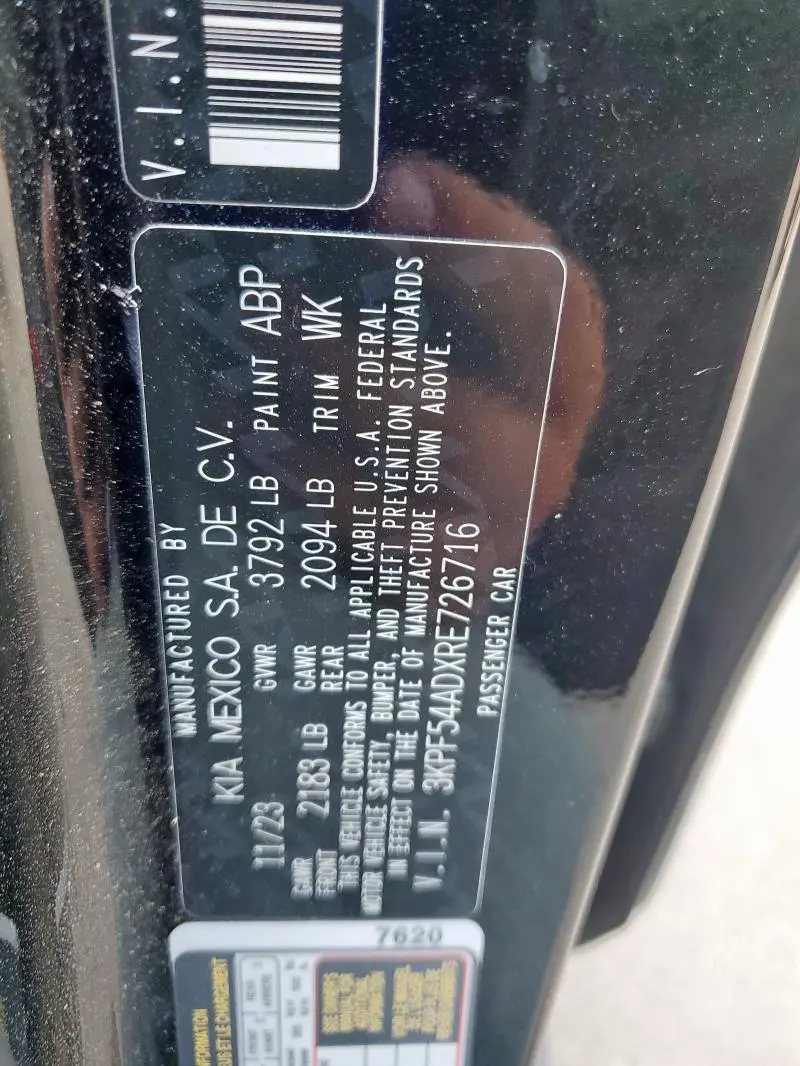 V.I.N.
MANUFACTURED BY
KIA MEXICO S.A. DE C.V.
11/23 GVWR 3792 LB PAINT ABP
GAWR FRONT 2183 LB GAWR REAR 2094 LB TRIM WK
THIS VEHICLE CONFORMS TO ALL APPLICABLE U.S.A. FEDERAL
MOTOR VEHICLE SAFETY, BUMPER, AND THEFT PREVENTION STANDARDS
IN EFFECT ON THE DATE OF MANUFACTURE SHOWN ABOVE.
V.I.N. 3KPF54ADXRE726716
PASSENGER CAR
7620